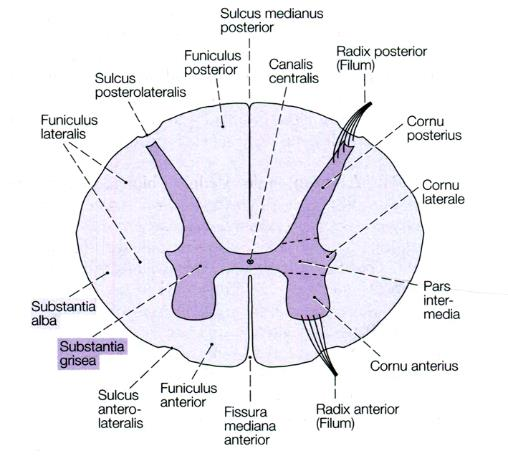 Sulcus medianus
posterior
Funiculus
posterior
Canalis
centralis
Radix posterior
(Filum)
Sulcus
posterolateralis
Funiculus
lateralis
Cornu
posterius
Cornu
laterale
Pars
inter-
media
Substantia
alba
Substantia
grisea
Cornu anterius
Sulcus
antero-
lateralis
Funiculus
anterior
Fissura
mediana
anterior
Radix anterior
(Filum)